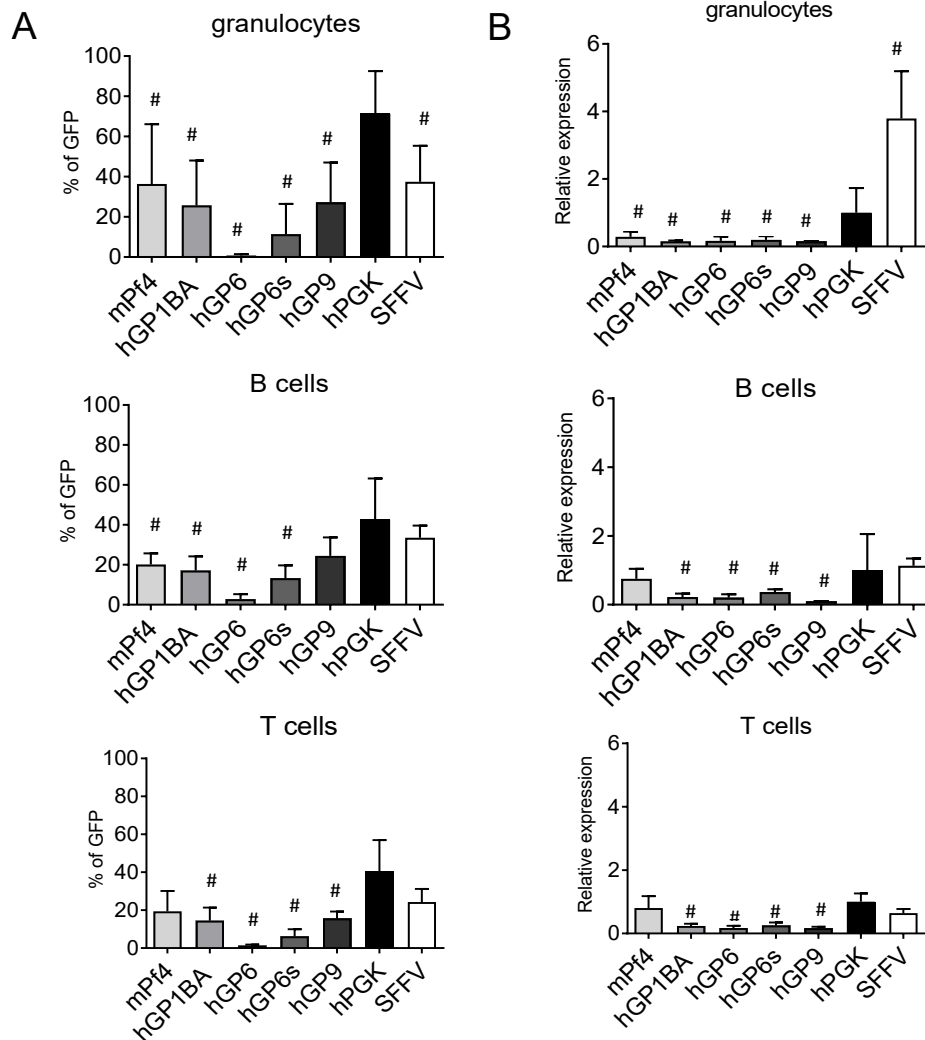 A
granulocytes
% of GFP
100
80
60
40
20
0
# # # # # #
mPf4 hGP1BA hGP6 hGP6s hGP9 hPGK SFFV
B
granulocytes
Relative expression
6
4
2
0
# # # # # #
mPf4 hGP1BA hGP6 hGP6s hGP9 hPGK SFFV
B cells
% of GFP
100
80
60
40
20
0
# # # #
mPf4 hGP1BA hGP6 hGP6s hGP9 hPGK SFFV
B cells
Relative expression
6
4
2
0
# # # #
mPf4 hGP1BA hGP6 hGP6s hGP9 hPGK SFFV
T cells
% of GFP
100
80
60
40
20
0
# # # #
mPf4 hGP1BA hGP6 hGP6s hGP9 hPGK SFFV
T cells
Relative expression
6
4
2
0
# # # #
mPf4 hGP1BA hGP6 hGP6s hGP9 hPGK SFFV